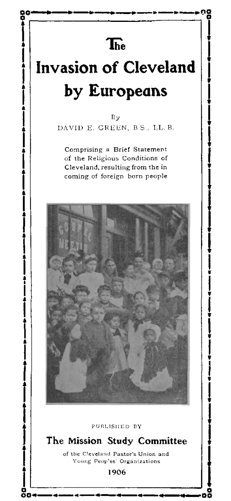 The
Invasion of Cleveland
by Europeans
By
DAVID E. GREEN, B.S., LL.B.
Comprising a Brief Statement
of the Religious Conditions of
Cleveland, resulting from the in
coming of foreign born people
PUBLISHED BY
The Mission Study Committee
of the Cleveland Pastor's Union and
Young Peoples' Organizations
1906